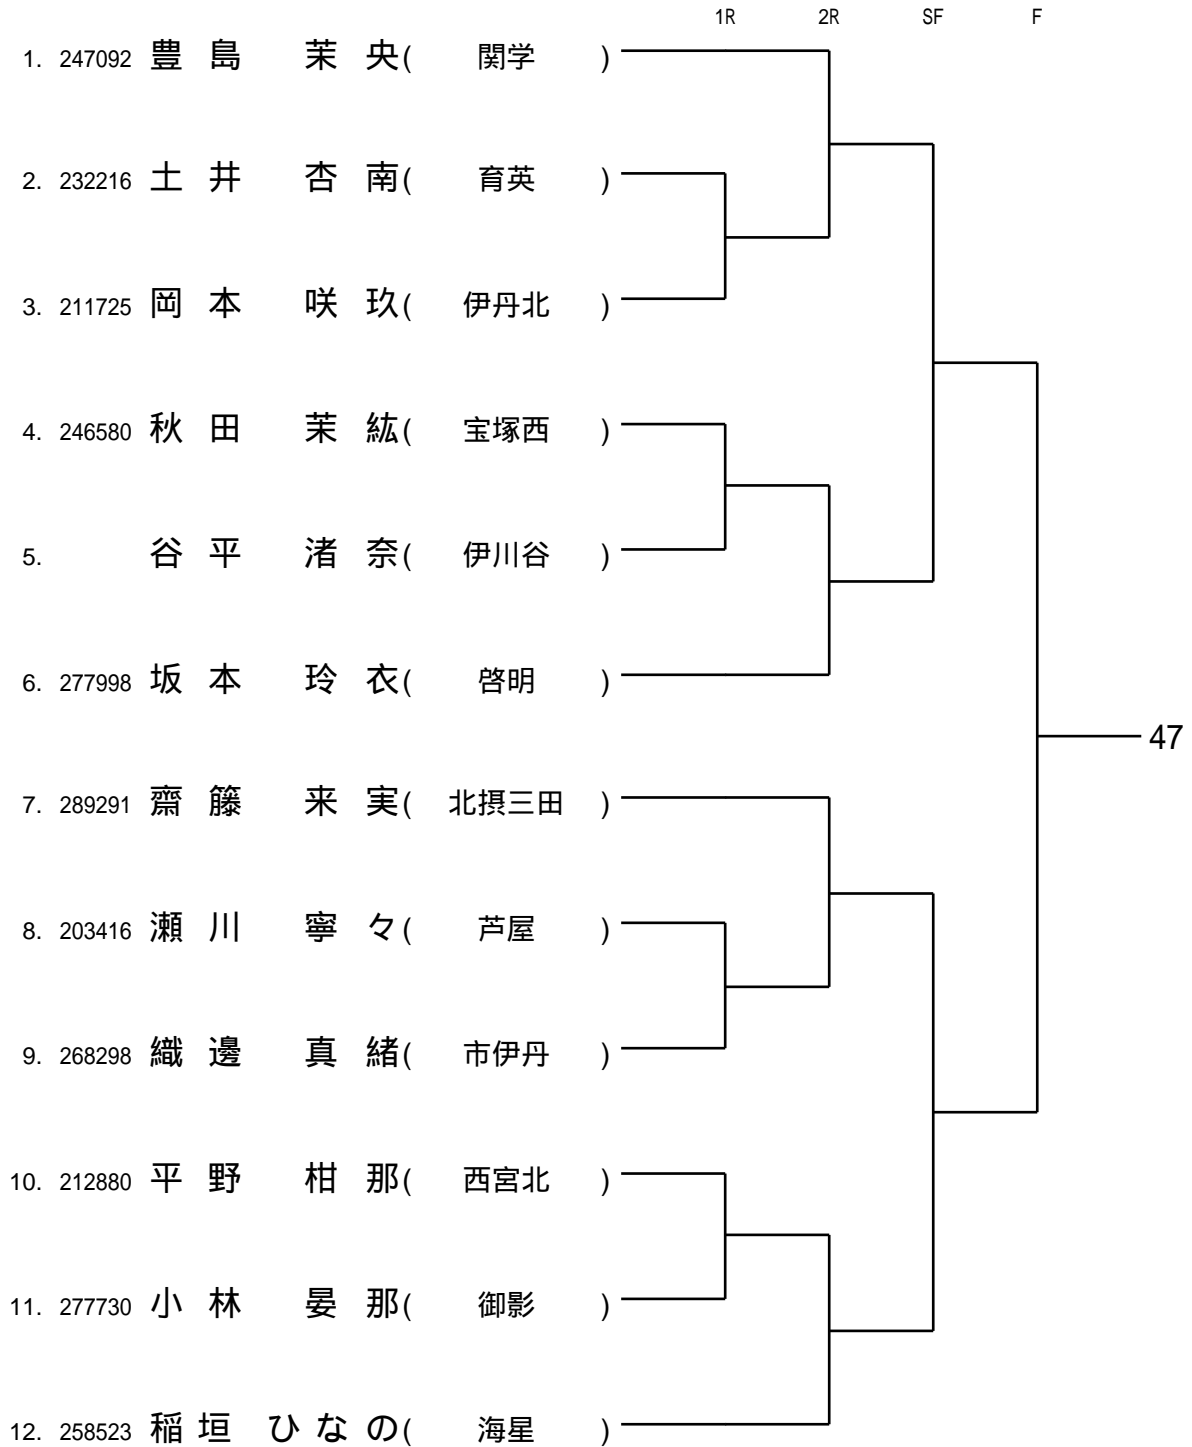 1R 2R SF F
1. 247092 豊島 茉央( 関学 )
2. 232216 土井 杏南( 育英 )
3. 211725 岡本 咲玖( 伊丹北 )
4. 246580 秋田 茉紘( 宝塚西 )
5. 谷平 渚奈( 伊川谷 )
6. 277998 坂本 玲衣( 啓明 )
47
7. 289291 齋籐 来実( 北摂三田 )
8. 203416 瀬川 寧々( 芦屋 )
9. 268298 織邊 真緒( 市伊丹 )
10. 212880 平野 柑那( 西宮北 )
11. 277730 小林 晏那( 御影 )
12. 258523 稲垣 ひなの( 海星 )